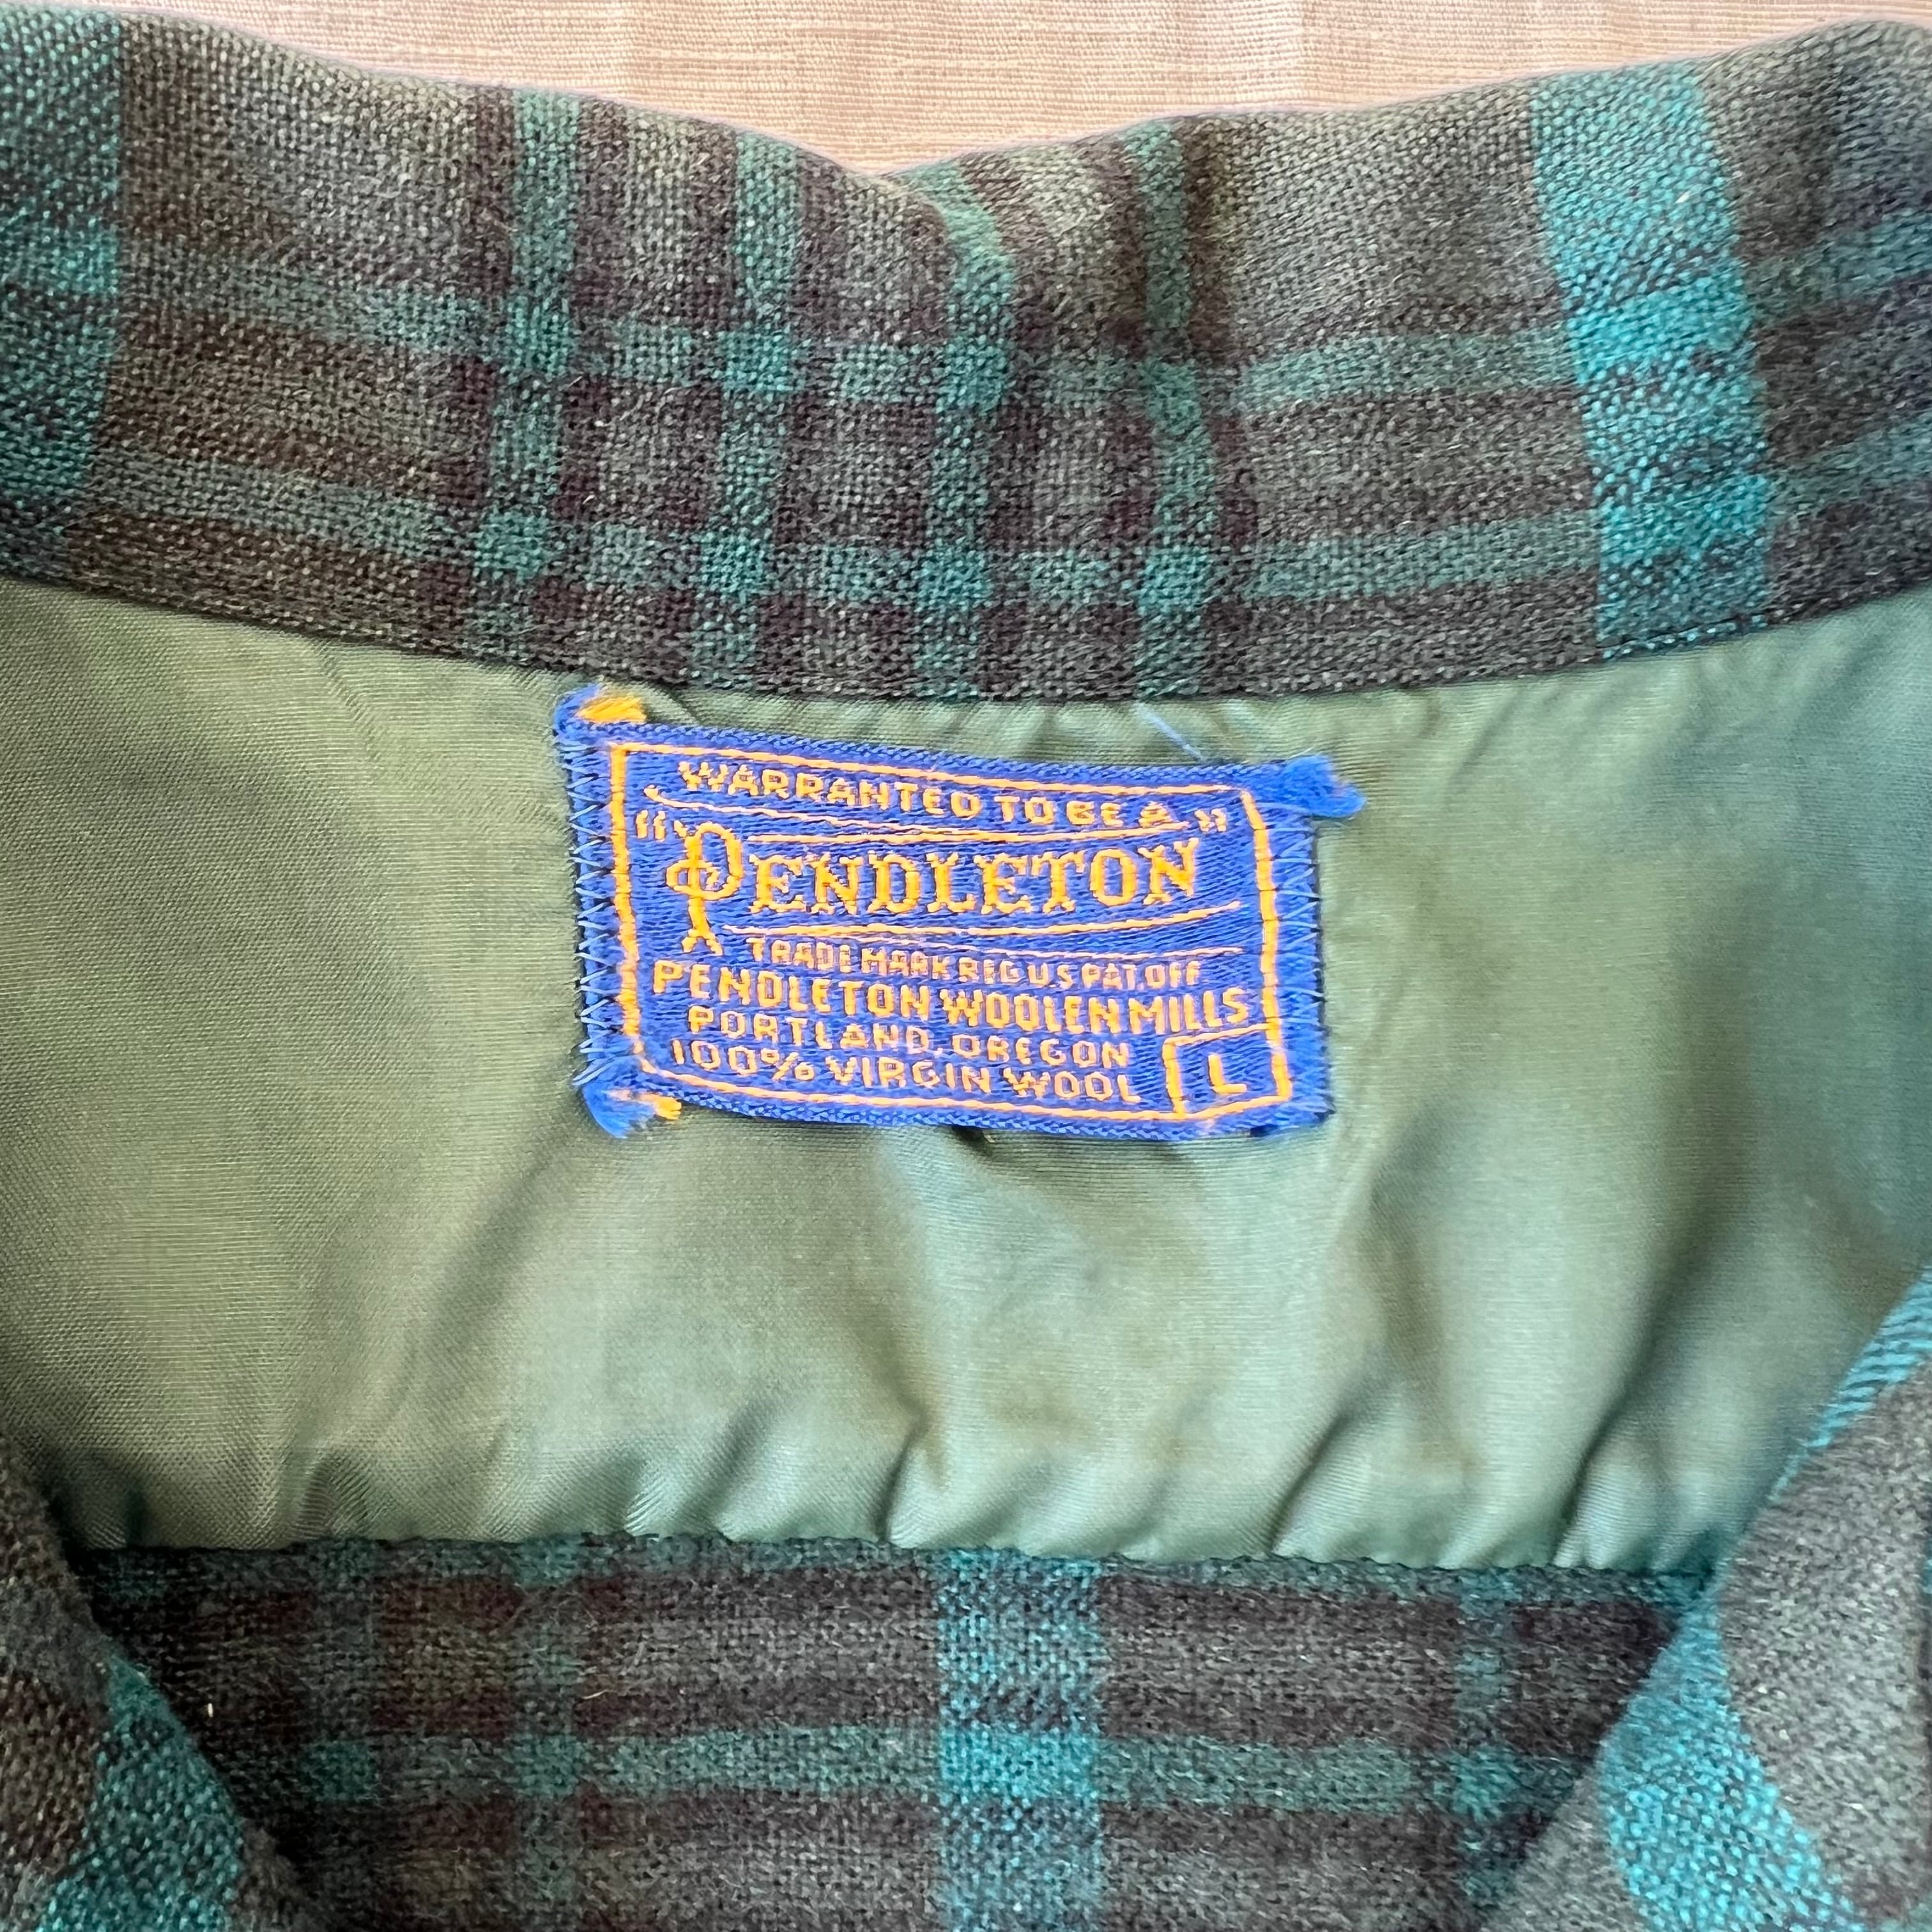 WARRANTED TO BE A
"PENDLETON"
TRADE MARK REG U.S PAT. OFF
PENDLETON WOOLEN MILLS
PORTLAND, OREGON
100% VIRGIN WOOL
L